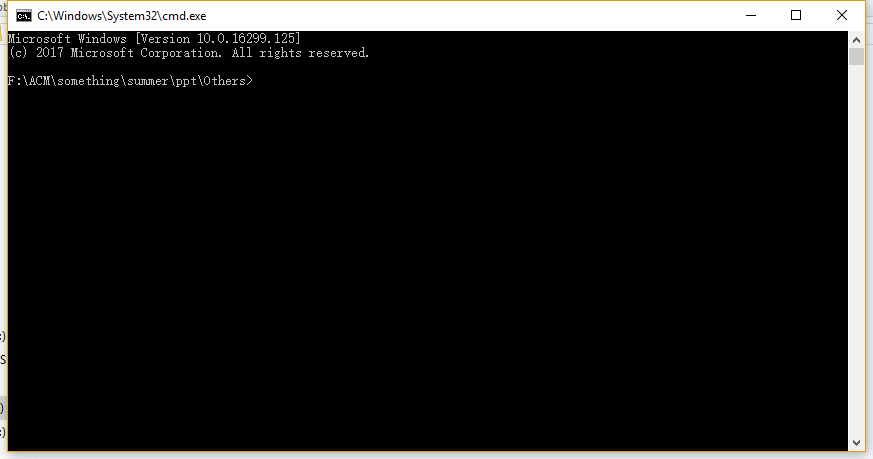 C:\Windows\System32\cmd.exe
Microsoft Windows [Version 10.0.16299.125]
(c) 2017 Microsoft Corporation. All rights reserved.
F:\ACM\something\summer\ppt\Others>